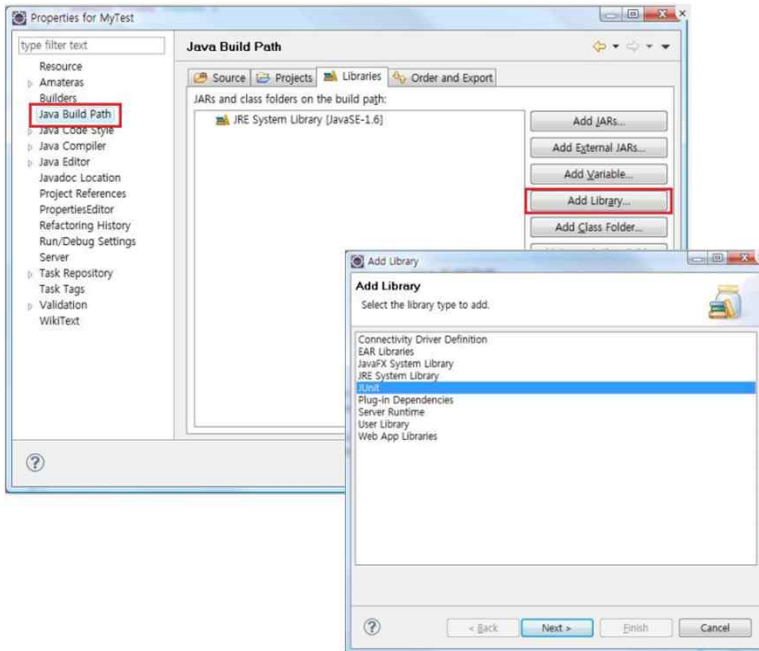 Properties for MyTest
type filter text
Resource
Amateras
Builders
Java Build Path
Java Code Style
Java Compiler
Java Editor
Javadoc Location
Project References
PropertiesEditor
Refactoring History
Run/Debug Settings
Server
Task Repository
Task Tags
Validation
WikiText
Java Build Path
Source Projects Libraries Order and Export
JARs and class folders on the build path:
JRE System Library [JavaSE-1.6]
Add JARs...
Add External JARs...
Add Variable...
Add Library...
Add Class Folder...
Add Library
Add Library
Select the library type to add.
Connectivity Driver Definition
EAR Libraries
JavaFX System Library
JRE System Library
JUnit
Plug-in Dependencies
Server Runtime
User Library
Web App Libraries
< Back Next > Finish Cancel